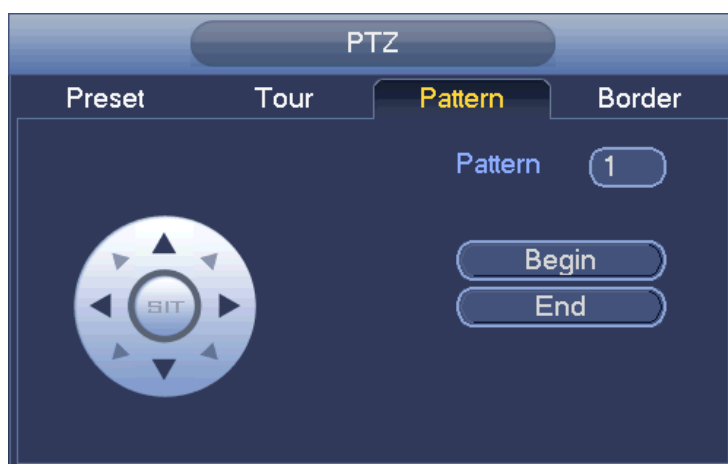 PTZ
Preset Tour Pattern Border
Pattern 1
Begin
SIT
End